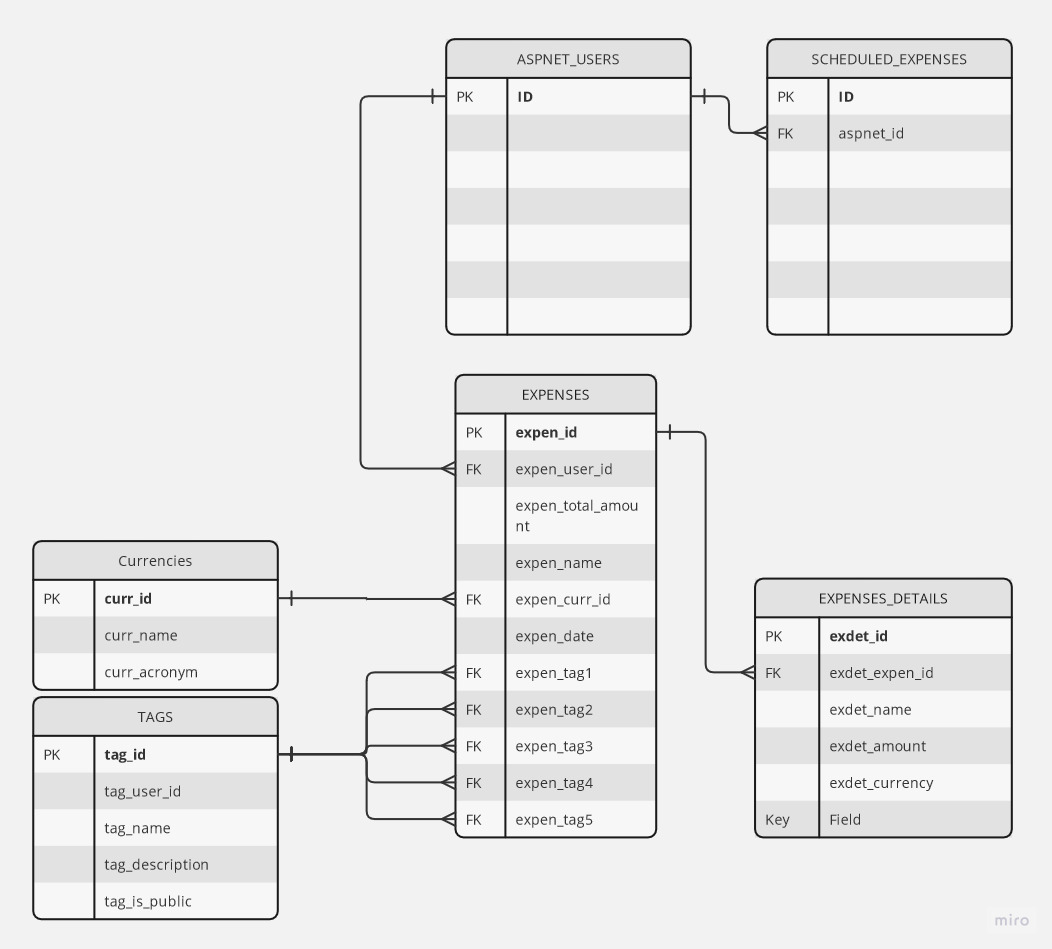 ASPNET_USERS
PK ID
SCHEDULED_EXPENSES
PK ID
FK aspnet_id
EXPENSES
PK expen_id
FK expen_user_id
expen_total_amou
nt
expen_name
FK expen_curr_id
expen_date
FK expen_tag1
FK expen_tag2
FK expen_tag3
FK expen_tag4
FK expen_tag5
Currencies
PK curr_id
curr_name
curr_acronym
TAGS
PK tag_id
tag_user_id
tag_name
tag_description
tag_is_public
EXPENSES_DETAILS
PK exdet_id
FK exdet_expen_id
exdet_name
exdet_amount
exdet_currency
Key Field
miro